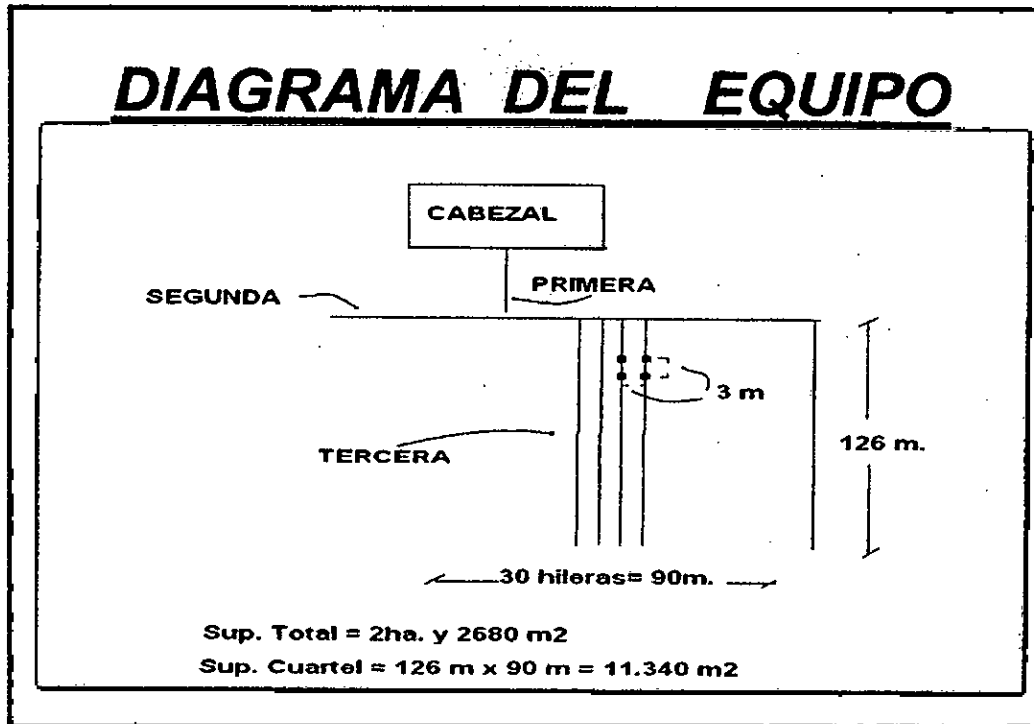 DIAGRAMA DEL EQUIPO
CABEZAL
PRIMERA
SEGUNDA
3 m
TERCERA
126 m.
30 hileras= 90m.
Sup. Total = 2ha. y 2680 m2
Sup. Cuartel = 126 m x 90 m = 11.340 m2